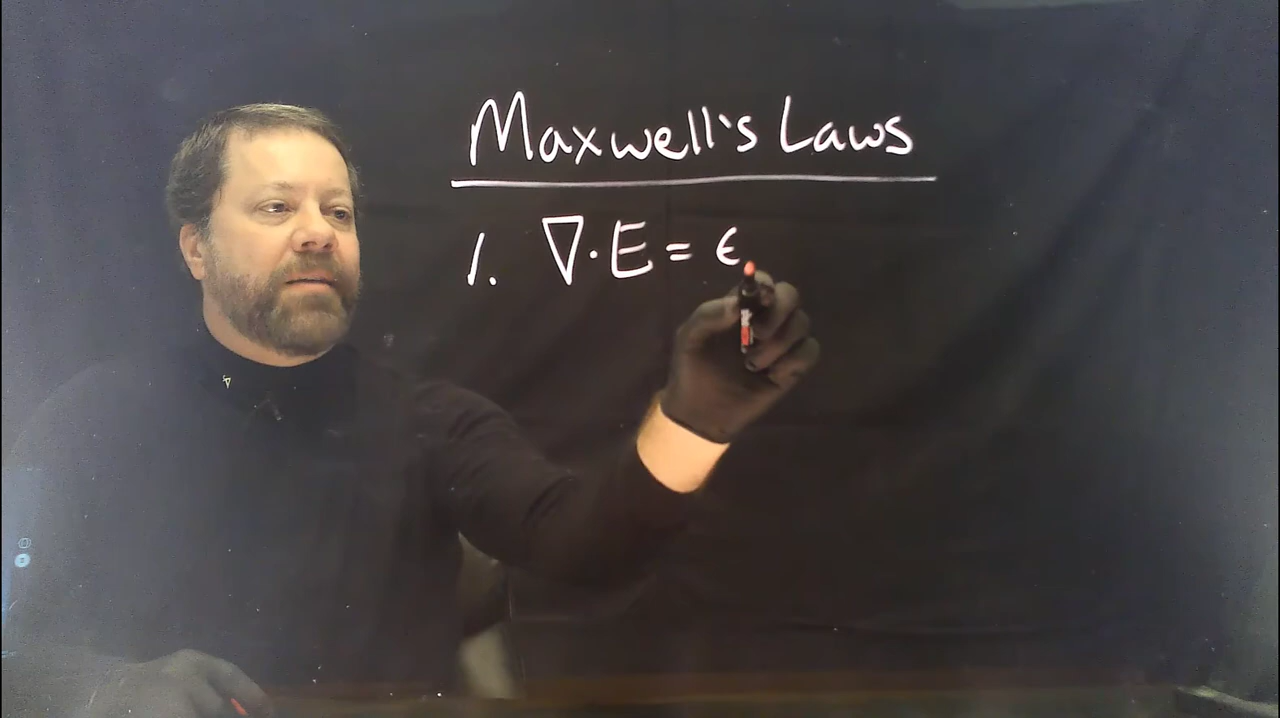 Maxwell's Laws
1. ∇·E = ϵ